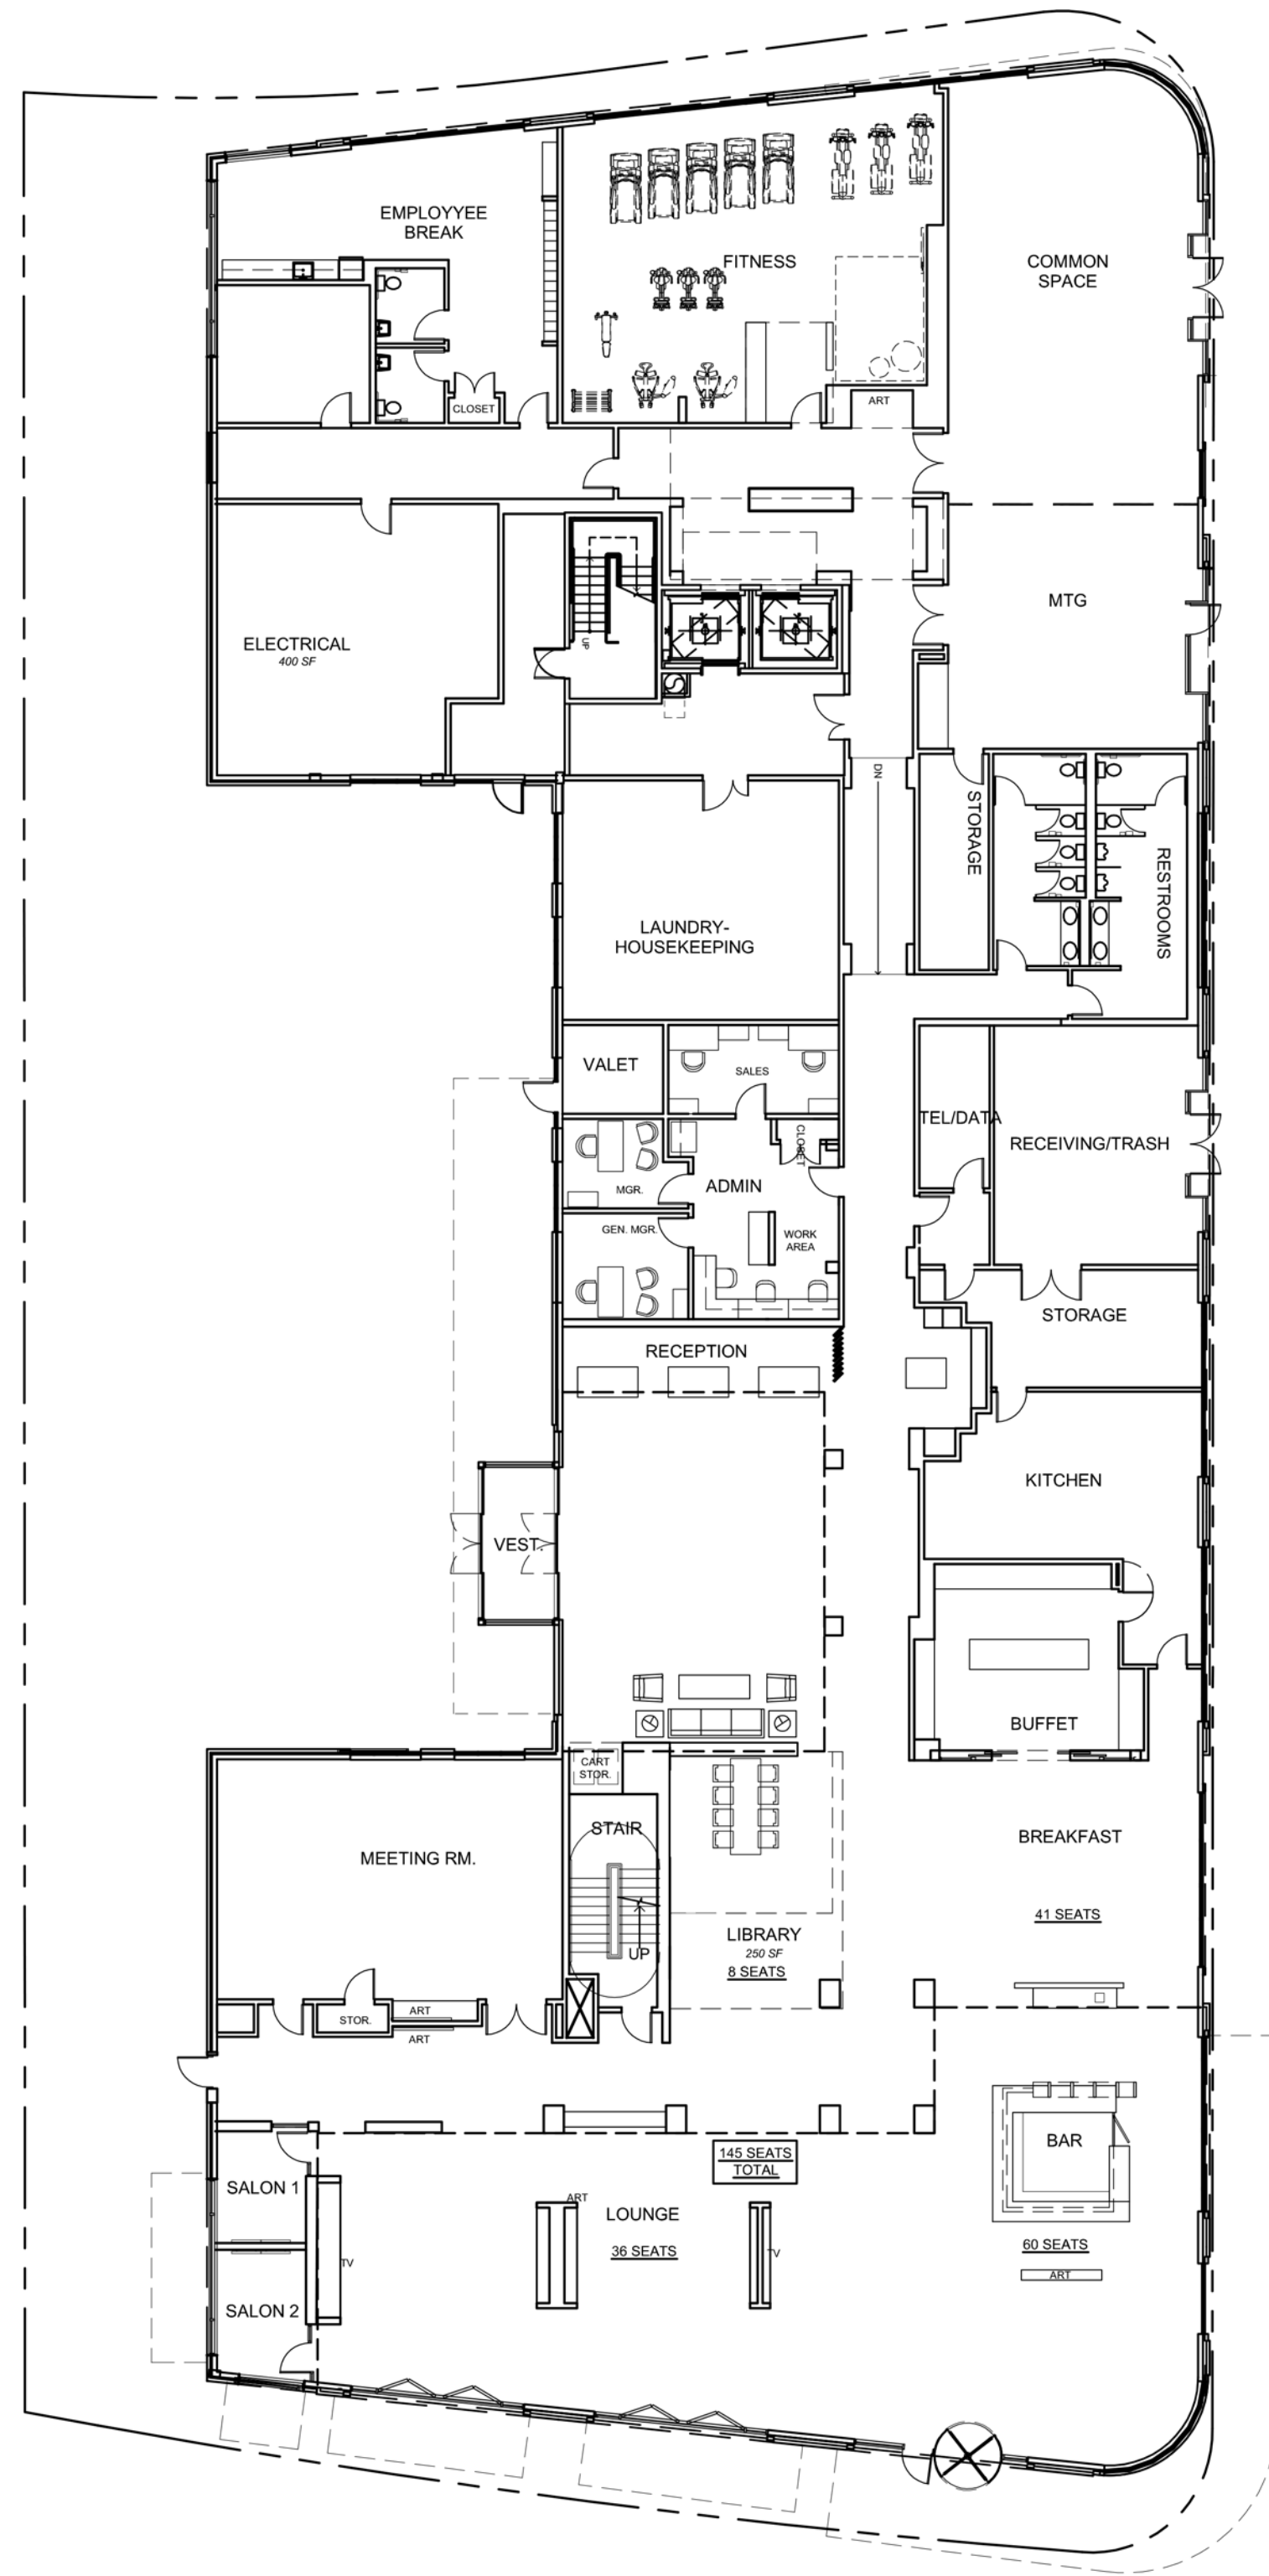 EMPLOYYEE
BREAK
FITNESS
COMMON
SPACE
CLOSET
ART
MTG
ELECTRICAL
400 SF
UP
DN
STORAGE
RESTROOMS
LAUNDRY-
HOUSEKEEPING
VALET
SALES
CLOSET
TEL/DATA
RECEIVING/TRASH
MGR.
ADMIN
GEN. MGR.
WORK
AREA
STORAGE
RECEPTION
KITCHEN
VEST.
BUFFET
CART
STOR.
STAIR
BREAKFAST
MEETING RM.
41 SEATS
LIBRARY
250 SF
8 SEATS
UP
STOR.
ART
ART
BAR
145 SEATS
TOTAL
SALON 1
ART
LOUNGE
36 SEATS
60 SEATS
TV
TV
ART
SALON 2